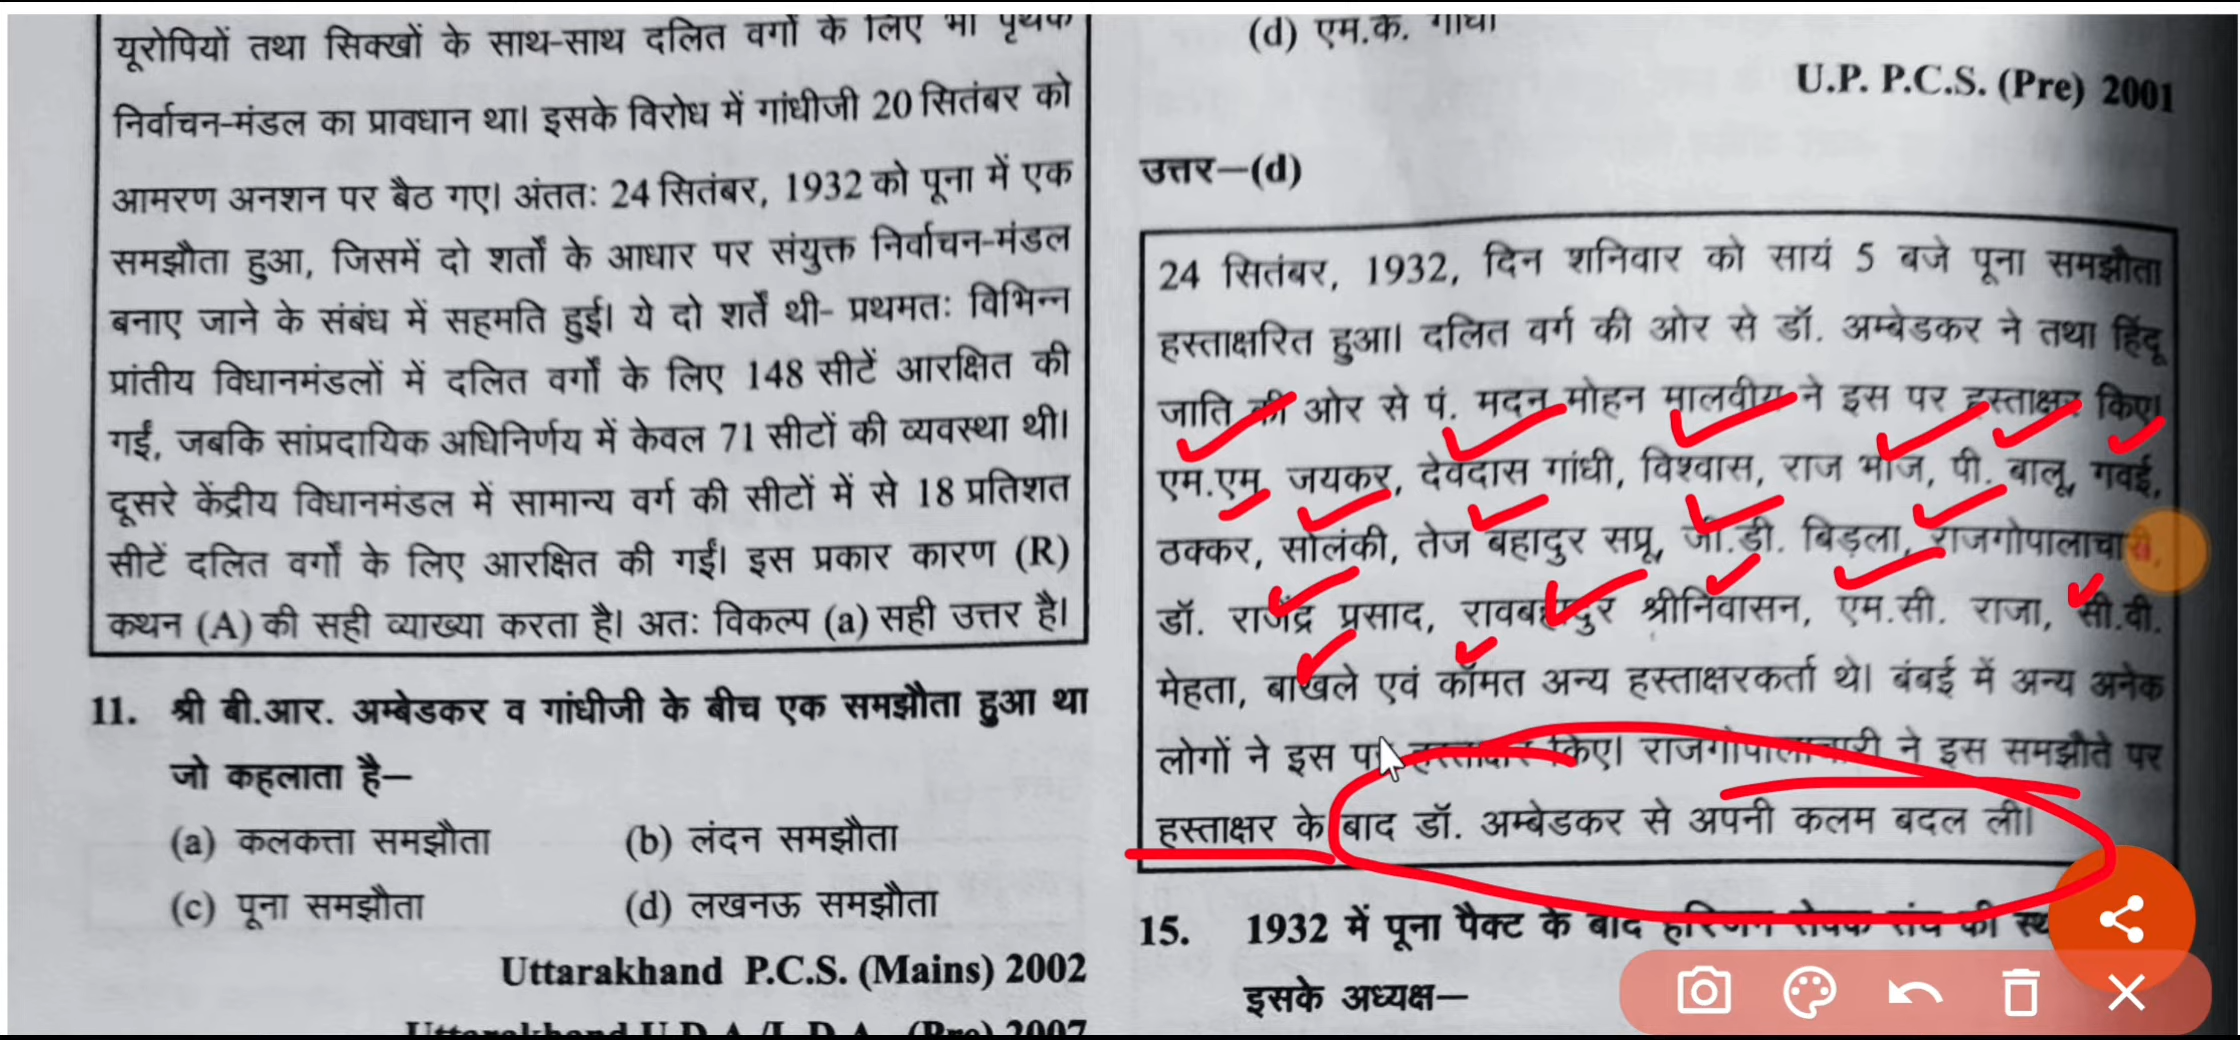 यूरोपियों तथा सिक्खों के साथ-साथ दलित वर्गों के लिए भी पृथक
निर्वाचन-मंडल का प्रावधान था। इसके विरोध में गांधीजी 20 सितंबर को
आमरण अनशन पर बैठ गए। अंततः 24 सितंबर, 1932 को पूना में एक
समझौता हुआ, जिसमें दो शर्तों के आधार पर संयुक्त निर्वाचन-मंडल
बनाए जाने के संबंध में सहमति हुई। ये दो शर्तें थी- प्रथमतः विभिन्न
प्रांतीय विधानमंडलों में दलित वर्गों के लिए 148 सीटें आरक्षित की
गईं, जबकि सांप्रदायिक अधिनिर्णय में केवल 71 सीटों की व्यवस्था थी।
दूसरे केंद्रीय विधानमंडल में सामान्य वर्ग की सीटों में से 18 प्रतिशत
सीटें दलित वर्गों के लिए आरक्षित की गईं। इस प्रकार कारण (R)
कथन (A) की सही व्याख्या करता है। अतः विकल्प (a) सही उत्तर है।
11. श्री बी.आर. अम्बेडकर व गांधीजी के बीच एक समझौता हुआ था
जो कहलाता है—
(a) कलकत्ता समझौता (b) लंदन समझौता
(c) पूना समझौता (d) लखनऊ समझौता
Uttarakhand P.C.S. (Mains) 2002
Uttarakhand U.D.A./L.D.A. (Pre) 2007
(d) एम.के. गांधी
U.P. P.C.S. (Pre) 2001
उत्तर—(d)
24 सितंबर, 1932, दिन शनिवार को सायं 5 बजे पूना समझौता
हस्ताक्षरित हुआ। दलित वर्ग की ओर से डॉ. अम्बेडकर ने तथा हिंदू
जाति की ओर से पं. मदन मोहन मालवीय ने इस पर हस्ताक्षर किए।
एम.एम. जयकर, देवदास गांधी, विश्वास, राज भोज, पी. बालू, गवई,
ठक्कर, सोलंकी, तेज बहादुर सप्रू, जी.डी. बिड़ला, राजगोपालाचारी,
डॉ. राजेंद्र प्रसाद, रावबहादुर श्रीनिवासन, एम.सी. राजा, सी.वी.
मेहता, बाखले एवं कॉमत अन्य हस्ताक्षरकर्ता थे। बंबई में अन्य अनेक
लोगों ने इस पर हस्ताक्षर किए। राजगोपालाचारी ने इस समझौते पर
हस्ताक्षर के बाद डॉ. अम्बेडकर से अपनी कलम बदल ली।
15. 1932 में पूना पैक्ट के बाद हरिजन सेवक संघ की
इसके अध्यक्ष—